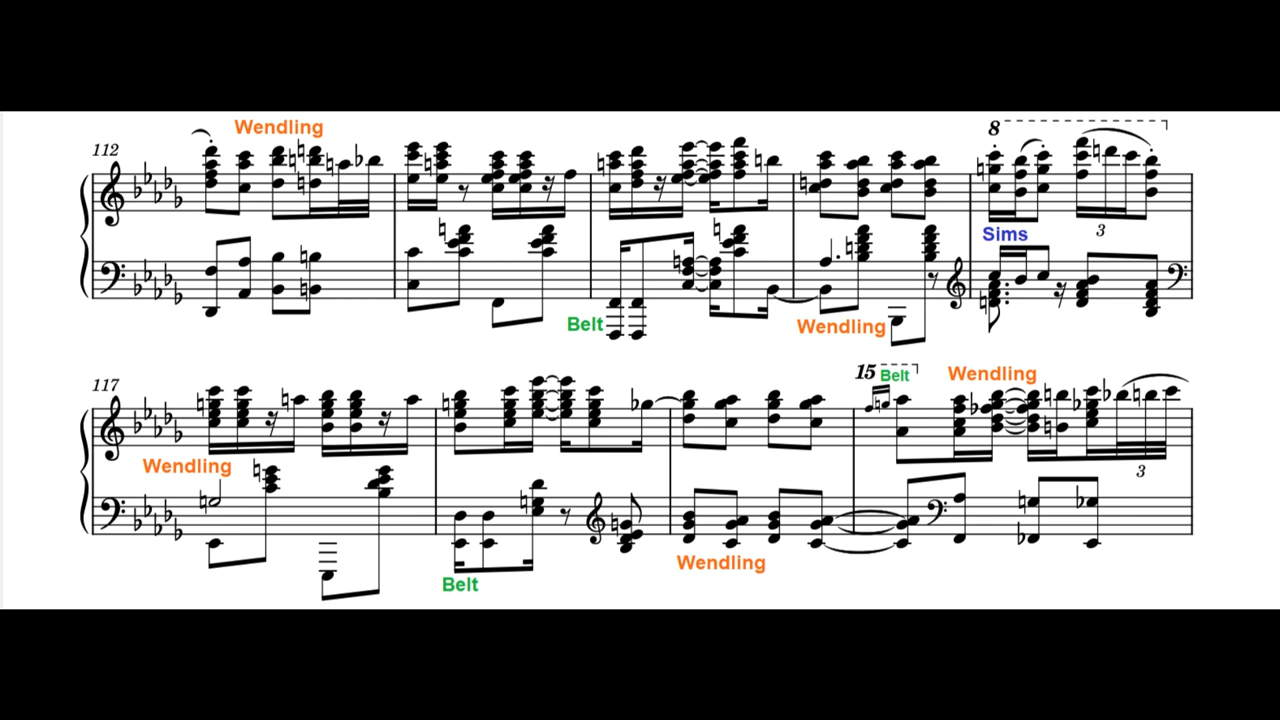 Wendling
112
8
3
Sims
Belt
Wendling
117
15 Belt
Wendling
Wendling
3
Belt
Wendling